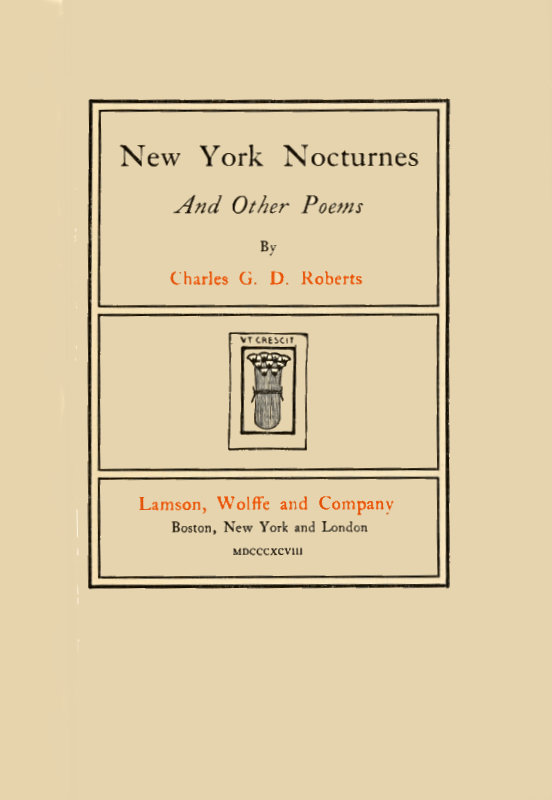 New York Nocturnes
And Other Poems
By
Charles G. D. Roberts
VT CRESCIT
Lamson, Wolffe and Company
Boston, New York and London
MDCCCXCVIII